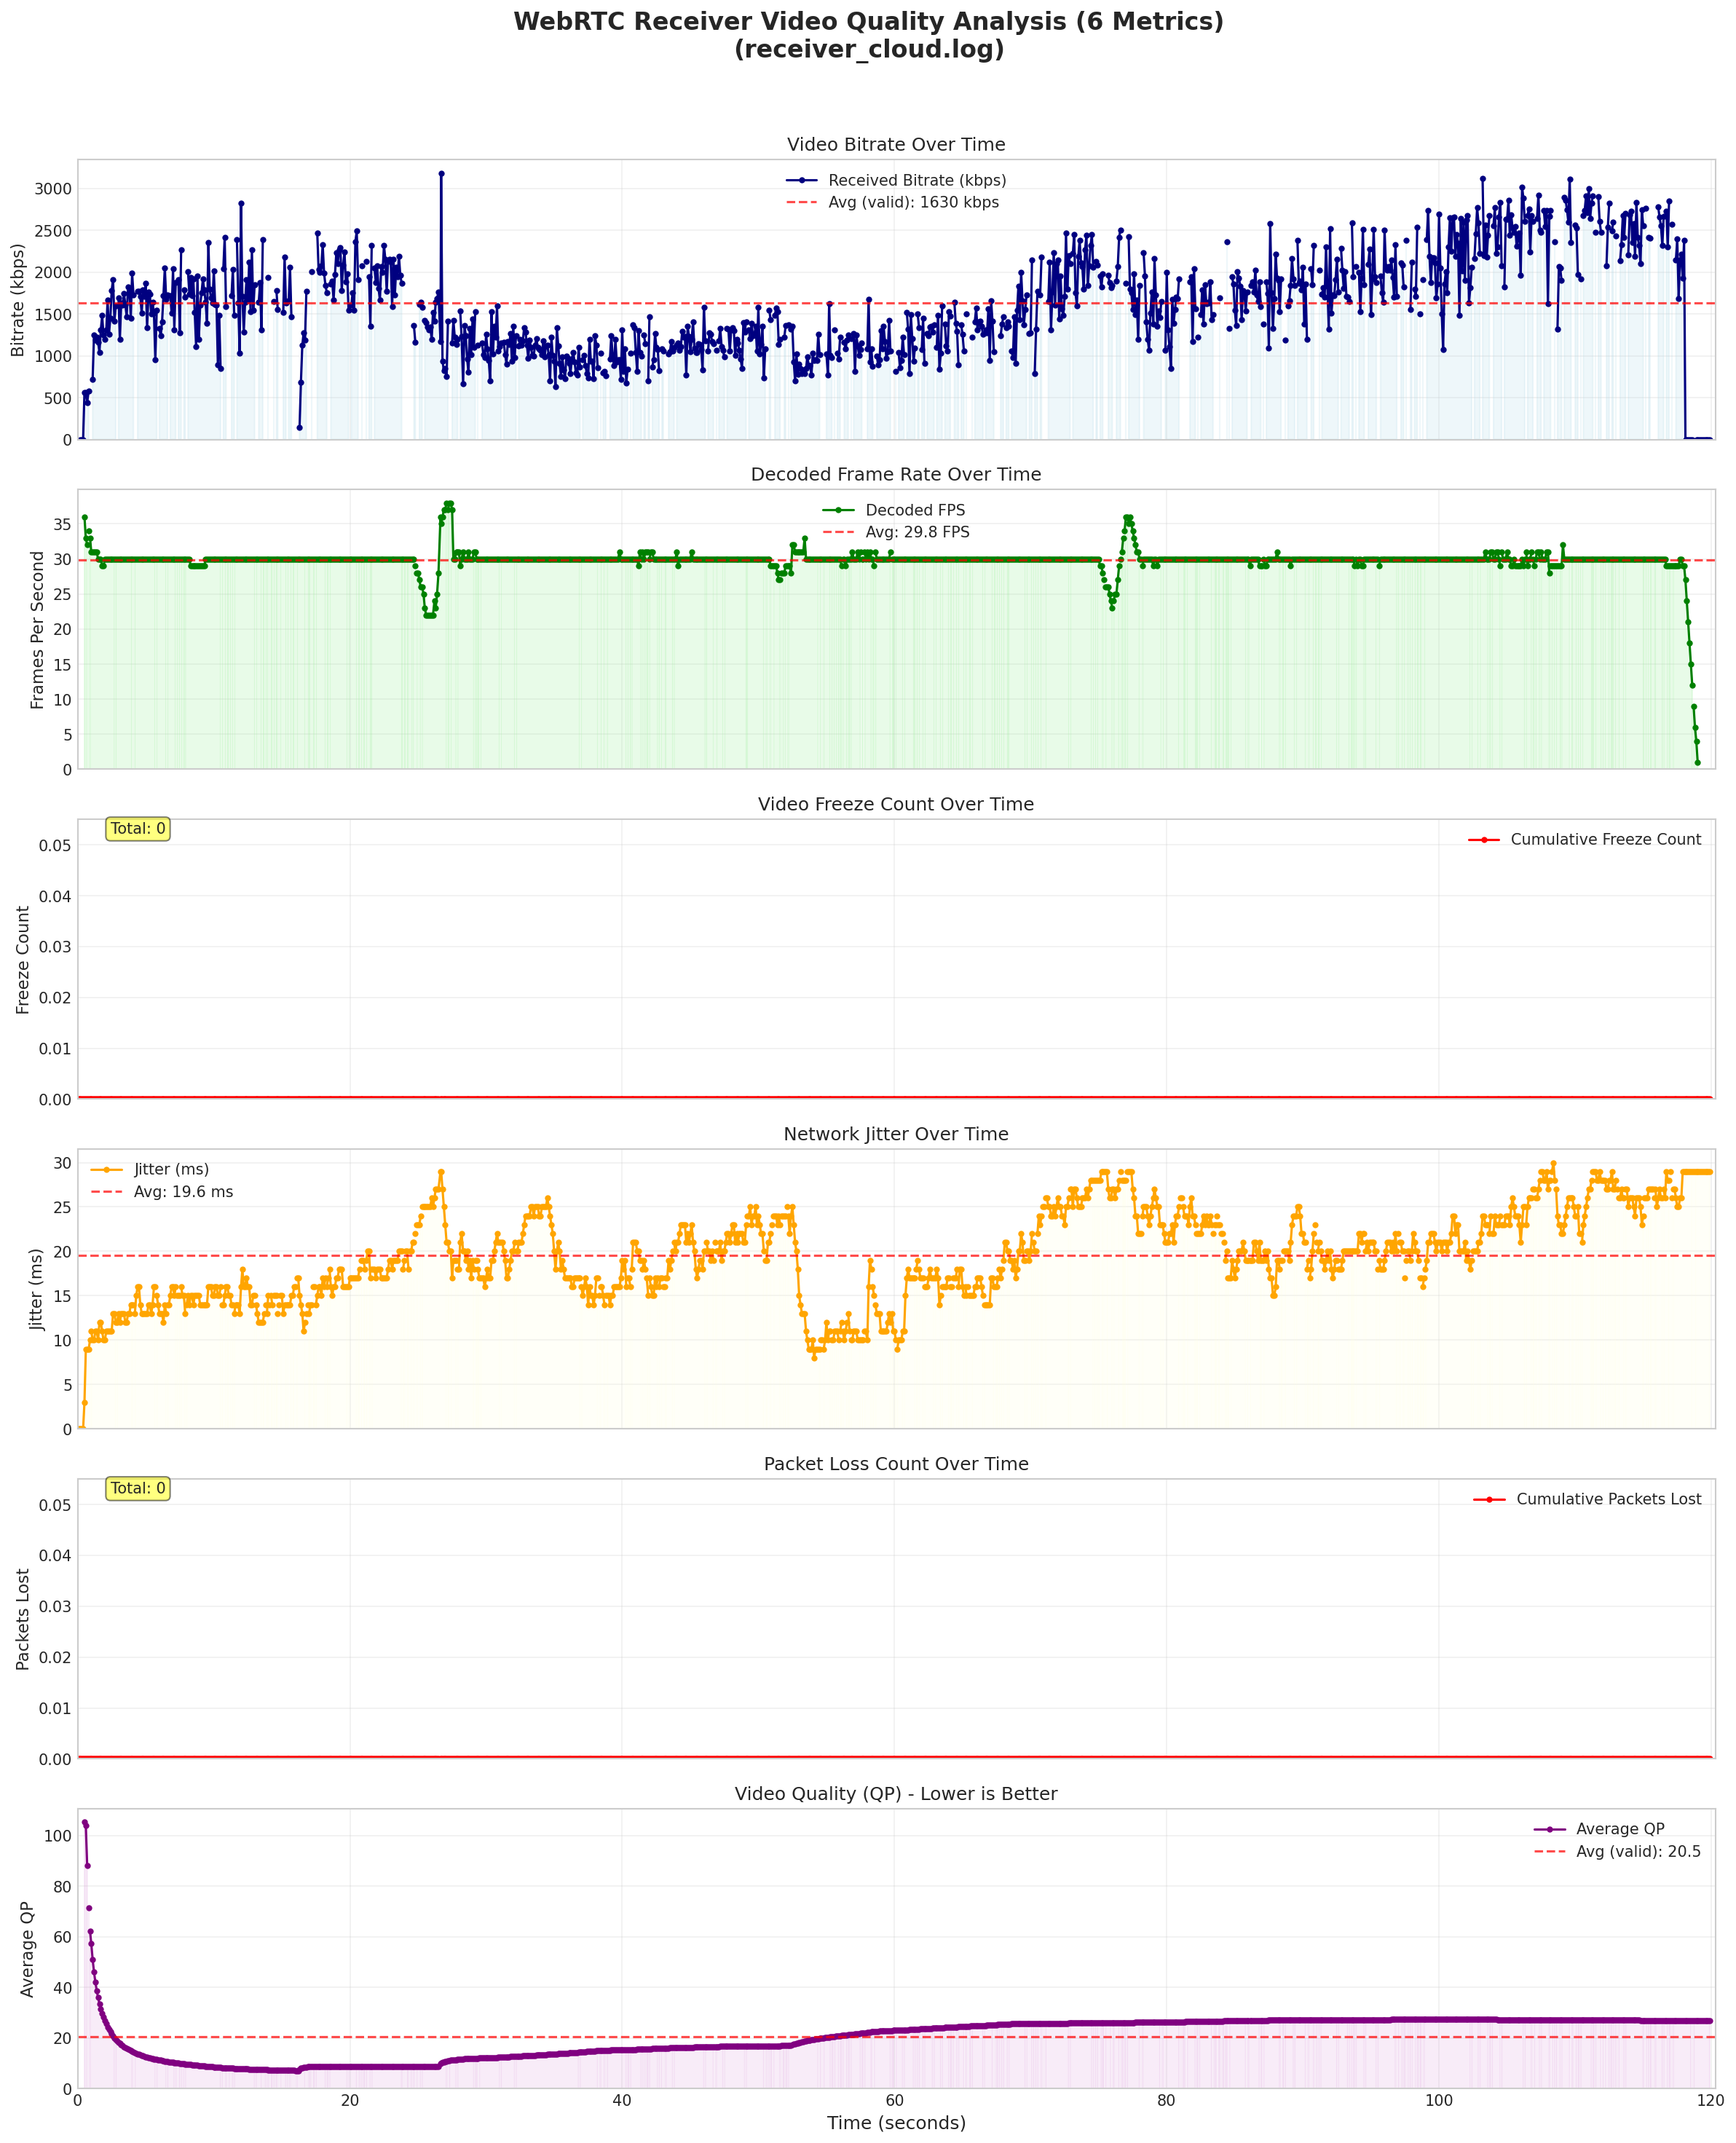 WebRTC Receiver Video Quality Analysis (6 Metrics)
(receiver_cloud.log)
Video Bitrate Over Time
Received Bitrate (kbps)
Avg (valid): 1630 kbps
Bitrate (kbps)
3000
2500
2000
1500
1000
500
0
Decoded Frame Rate Over Time
Decoded FPS
Avg: 29.8 FPS
Frames Per Second
35
30
25
20
15
10
5
0
Video Freeze Count Over Time
Total: 0
Cumulative Freeze Count
Freeze Count
0.05
0.04
0.03
0.02
0.01
0.00
Network Jitter Over Time
Jitter (ms)
Avg: 19.6 ms
Jitter (ms)
30
25
20
15
10
5
0
Packet Loss Count Over Time
Total: 0
Cumulative Packets Lost
Packets Lost
0.05
0.04
0.03
0.02
0.01
0.00
Video Quality (QP) - Lower is Better
Average QP
Avg (valid): 20.5
Average QP
100
80
60
40
20
0
0 20 40 60 80 100 120
Time (seconds)